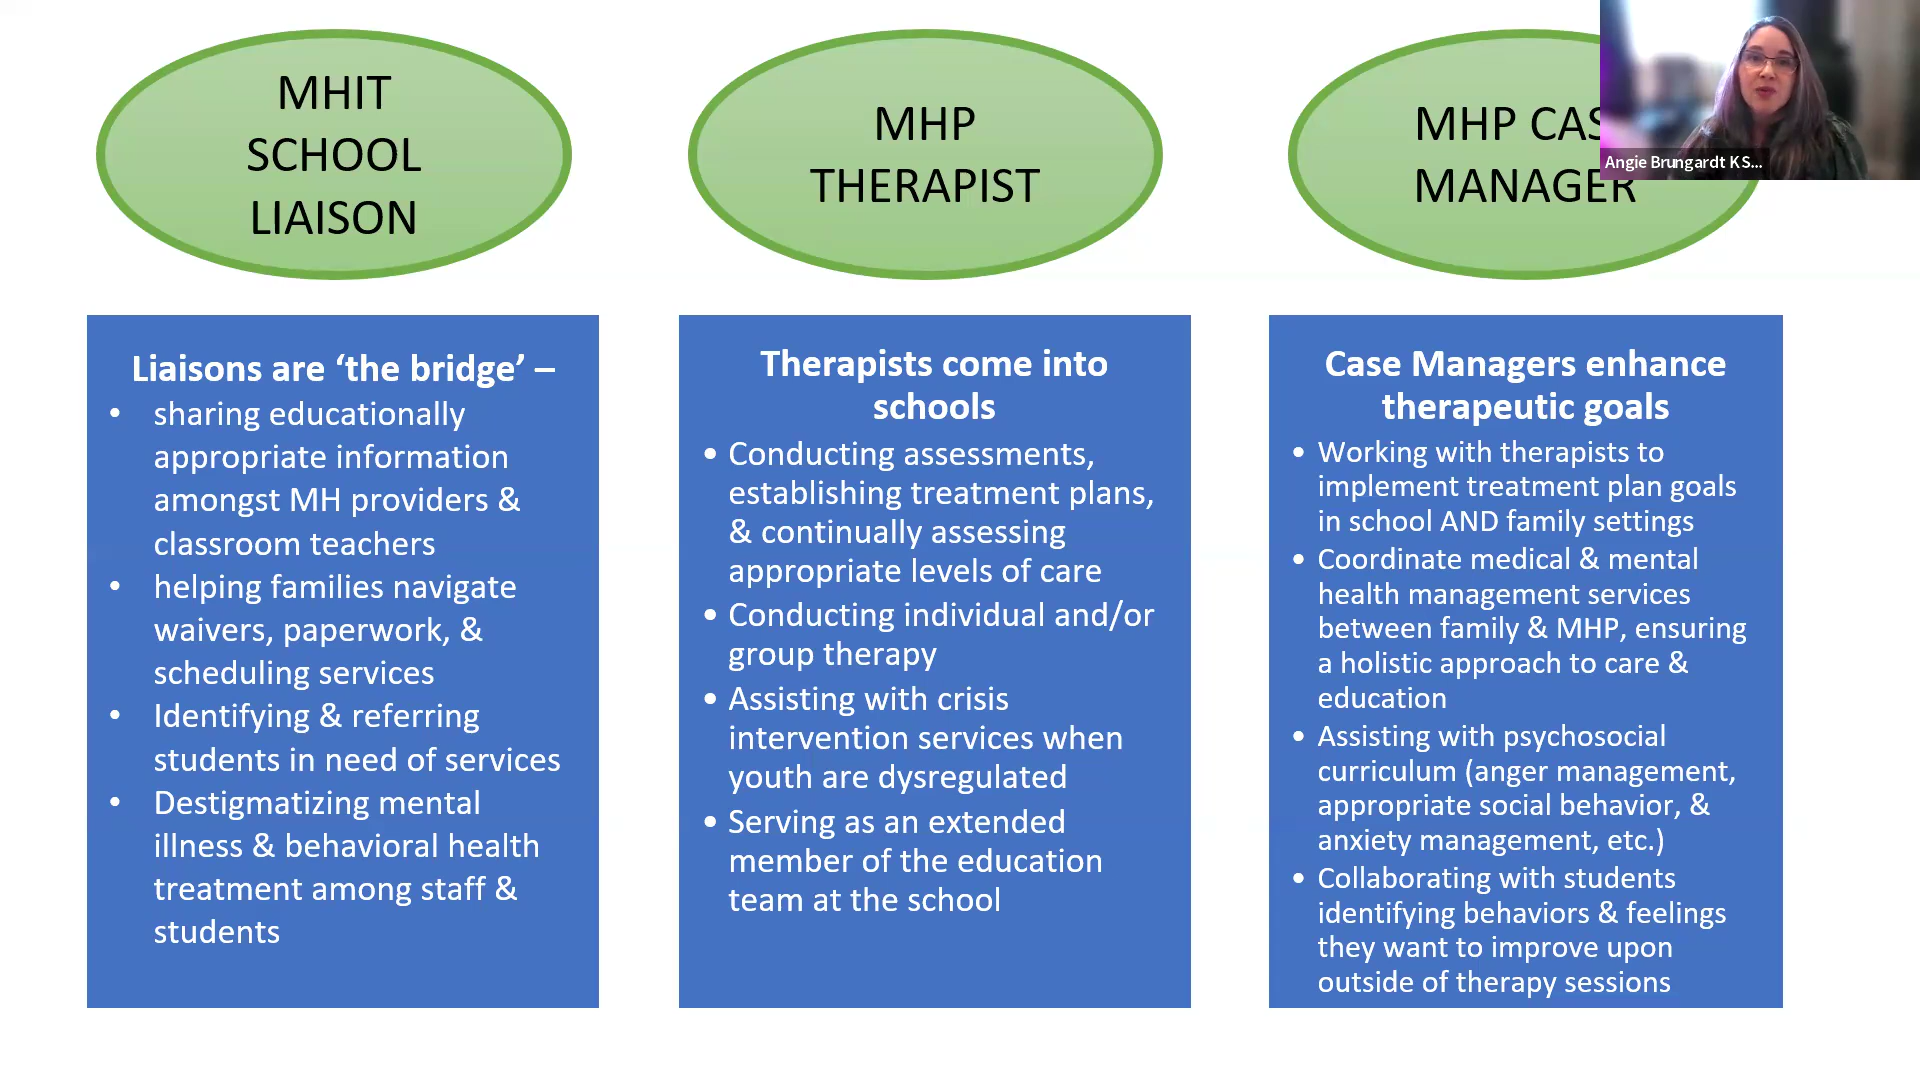 MHIT
SCHOOL
LIAISON
Liaisons are ‘the bridge’ –
• sharing educationally
appropriate information
amongst MH providers &
classroom teachers
• helping families navigate
waivers, paperwork, &
scheduling services
• Identifying & referring
students in need of services
• Destigmatizing mental
illness & behavioral health
treatment among staff &
students
MHP
THERAPIST
Therapists come into
schools
• Conducting assessments,
establishing treatment plans,
& continually assessing
appropriate levels of care
• Conducting individual and/or
group therapy
• Assisting with crisis
intervention services when
youth are dysregulated
• Serving as an extended
member of the education
team at the school
MHP CAS
MANAGER
Case Managers enhance
therapeutic goals
• Working with therapists to
implement treatment plan goals
in school AND family settings
• Coordinate medical & mental
health management services
between family & MHP, ensuring
a holistic approach to care &
education
• Assisting with psychosocial
curriculum (anger management,
appropriate social behavior, &
anxiety management, etc.)
• Collaborating with students
identifying behaviors & feelings
they want to improve upon
outside of therapy sessions
Angie Brungardt K S...